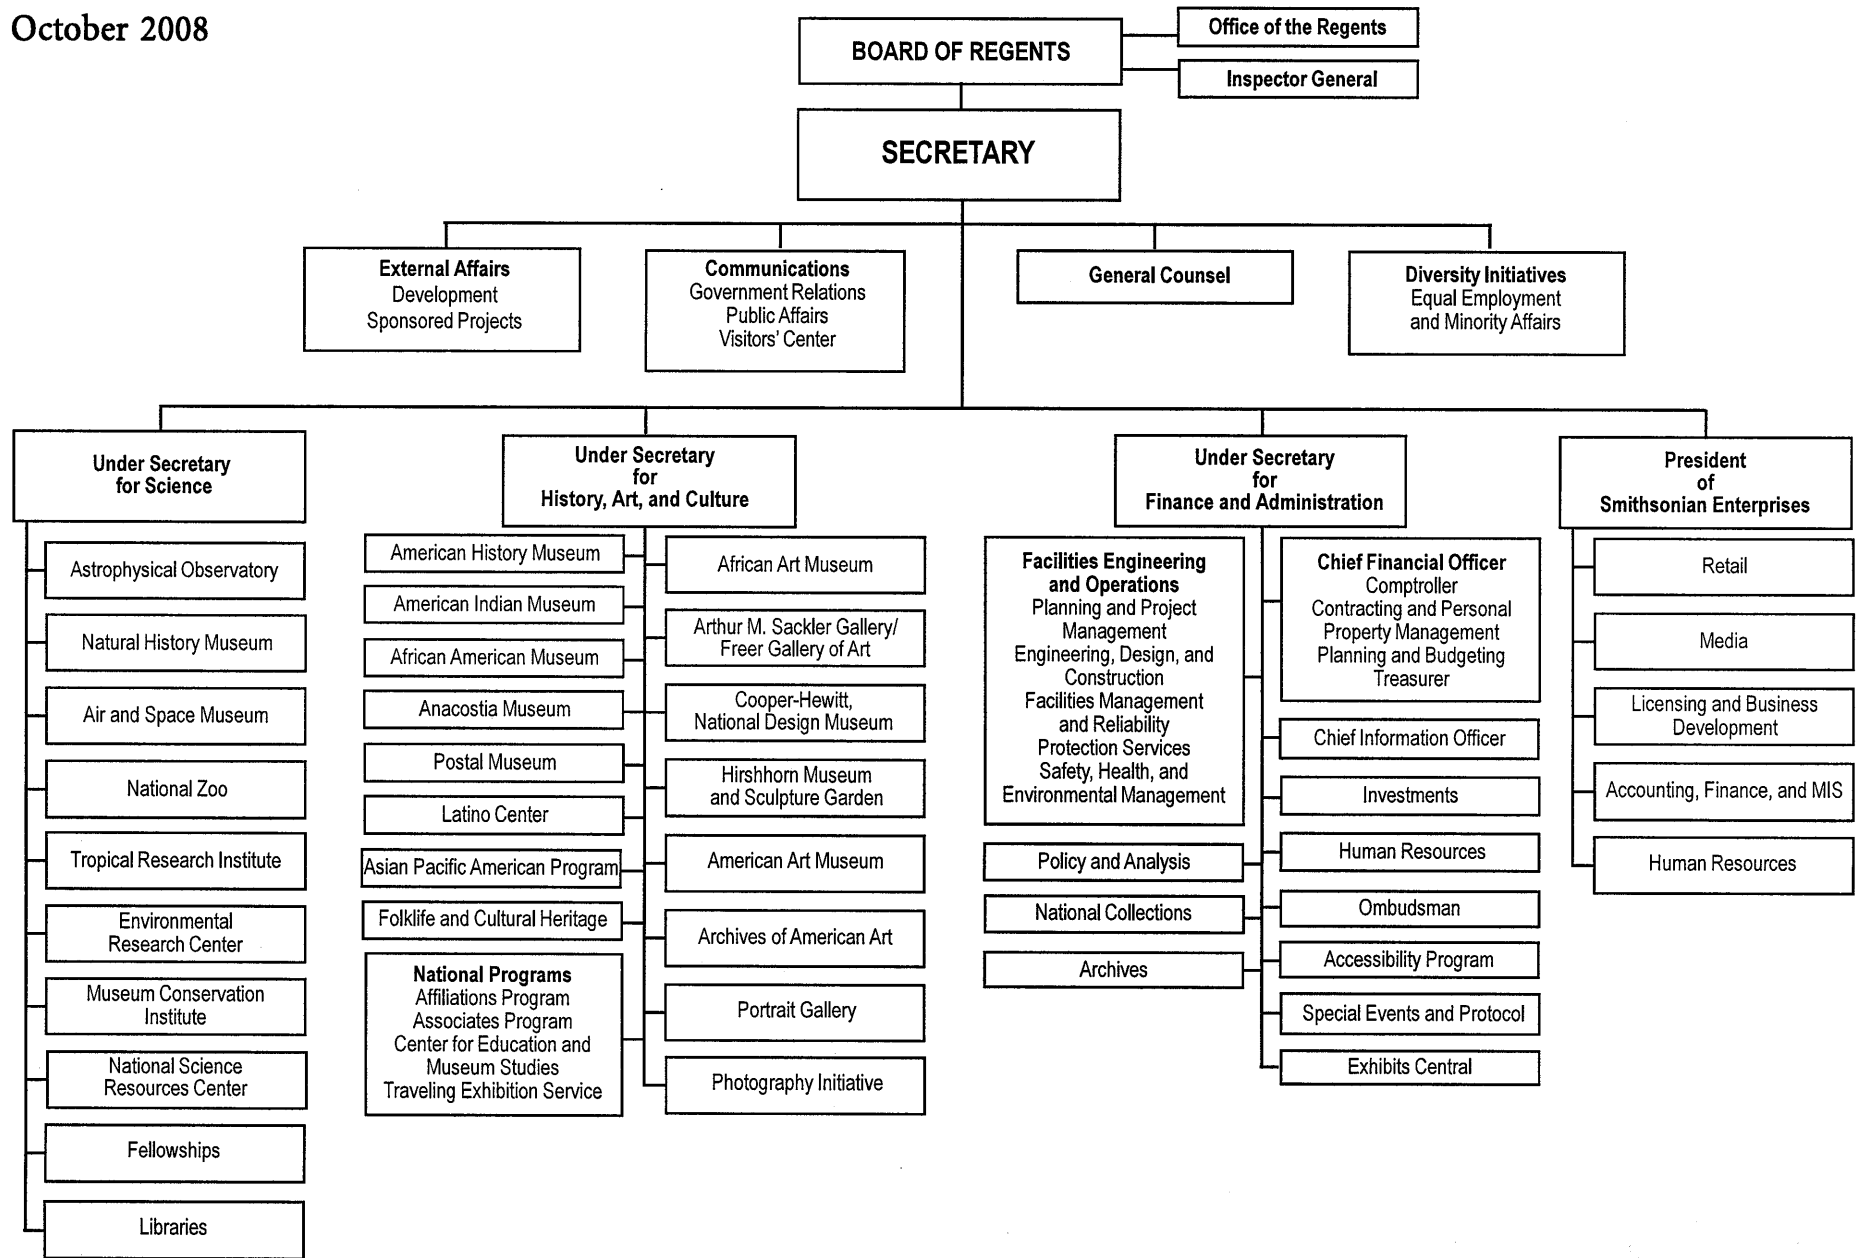 October 2008
BOARD OF REGENTS
Office of the Regents
Inspector General
SECRETARY
External Affairs
Development
Sponsored Projects
Communications
Government Relations
Public Affairs
Visitors' Center
General Counsel
Diversity Initiatives
Equal Employment
and Minority Affairs
Under Secretary
for Science
Astrophysical Observatory
Natural History Museum
Air and Space Museum
National Zoo
Tropical Research Institute
Environmental
Research Center
Museum Conservation
Institute
National Science
Resources Center
Fellowships
Libraries
Under Secretary
for
History, Art, and Culture
American History Museum
American Indian Museum
African American Museum
Anacostia Museum
Postal Museum
Latino Center
Asian Pacific American Program
Folklife and Cultural Heritage
National Programs
Affiliations Program
Associates Program
Center for Education and
Museum Studies
Traveling Exhibition Service
African Art Museum
Arthur M. Sackler Gallery/
Freer Gallery of Art
Cooper-Hewitt,
National Design Museum
Hirshhorn Museum
and Sculpture Garden
American Art Museum
Archives of American Art
Portrait Gallery
Photography Initiative
Under Secretary
for
Finance and Administration
Facilities Engineering
and Operations
Planning and Project
Management
Engineering, Design, and
Construction
Facilities Management
and Reliability
Protection Services
Safety, Health, and
Environmental Management
Policy and Analysis
National Collections
Archives
Chief Financial Officer
Comptroller
Contracting and Personal
Property Management
Planning and Budgeting
Treasurer
Chief Information Officer
Investments
Human Resources
Ombudsman
Accessibility Program
Special Events and Protocol
Exhibits Central
President
of
Smithsonian Enterprises
Retail
Media
Licensing and Business
Development
Accounting, Finance, and MIS
Human Resources